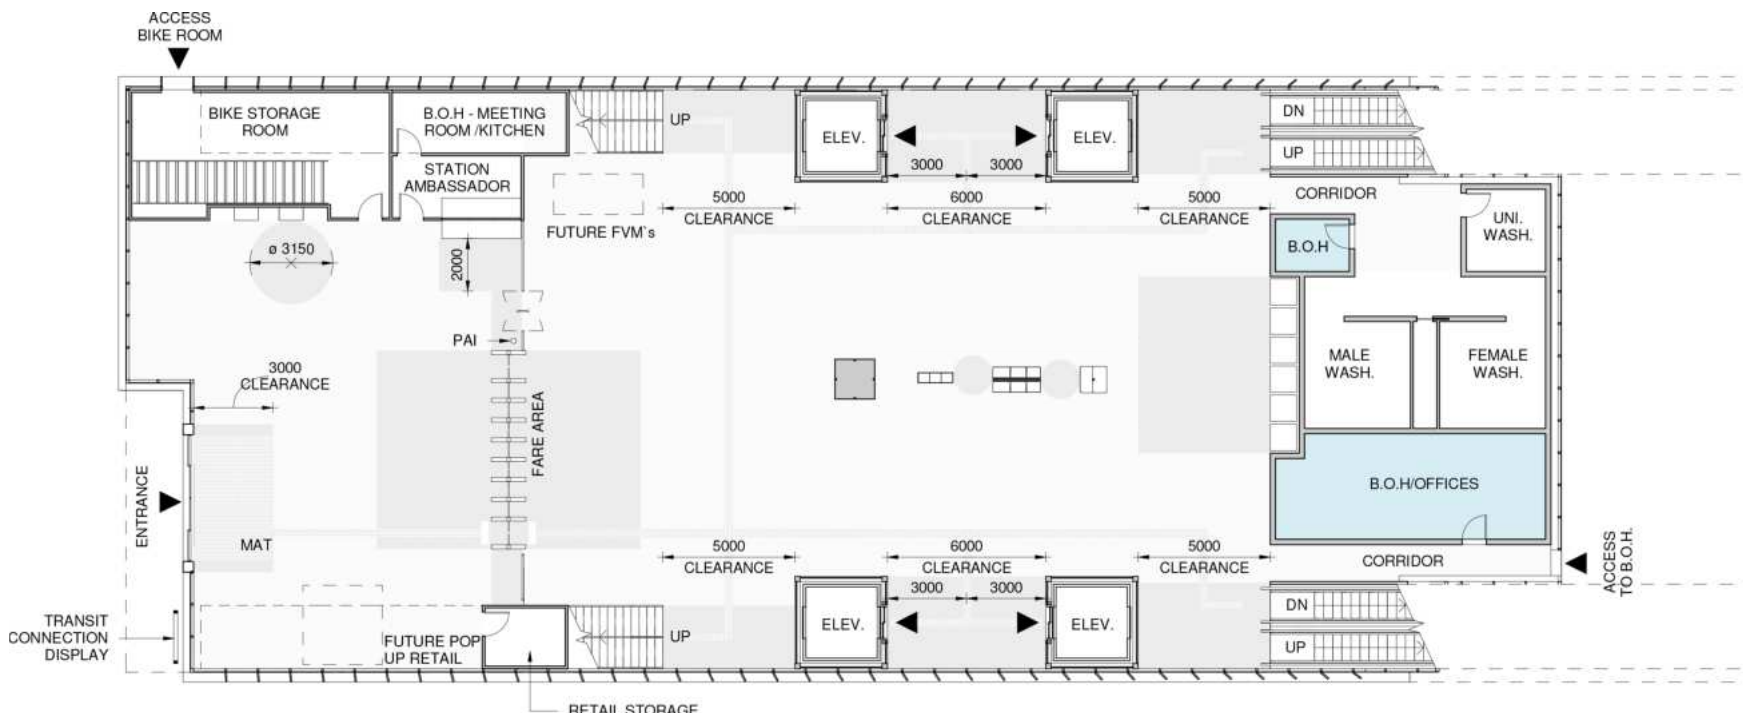 ACCESS
BIKE ROOM
BIKE STORAGE
ROOM
B.O.H - MEETING
ROOM /KITCHEN
STATION
AMBASSADOR
UP
ELEV.
3000
3000
ELEV.
DN
UP
CORRIDOR
5000
CLEARANCE
6000
CLEARANCE
5000
CLEARANCE
FUTURE FVM`s
UNI.
WASH.
B.O.H
ø 3150
2000
PAI
3000
CLEARANCE
FARE AREA
MALE
WASH.
FEMALE
WASH.
ENTRANCE
MAT
B.O.H/OFFICES
5000
CLEARANCE
6000
CLEARANCE
5000
CLEARANCE
CORRIDOR
ACCESS
TO B.O.H.
3000
3000
TRANSIT
CONNECTION
DISPLAY
FUTURE POP
UP RETAIL
UP
ELEV.
ELEV.
DN
UP
RETAIL STORAGE